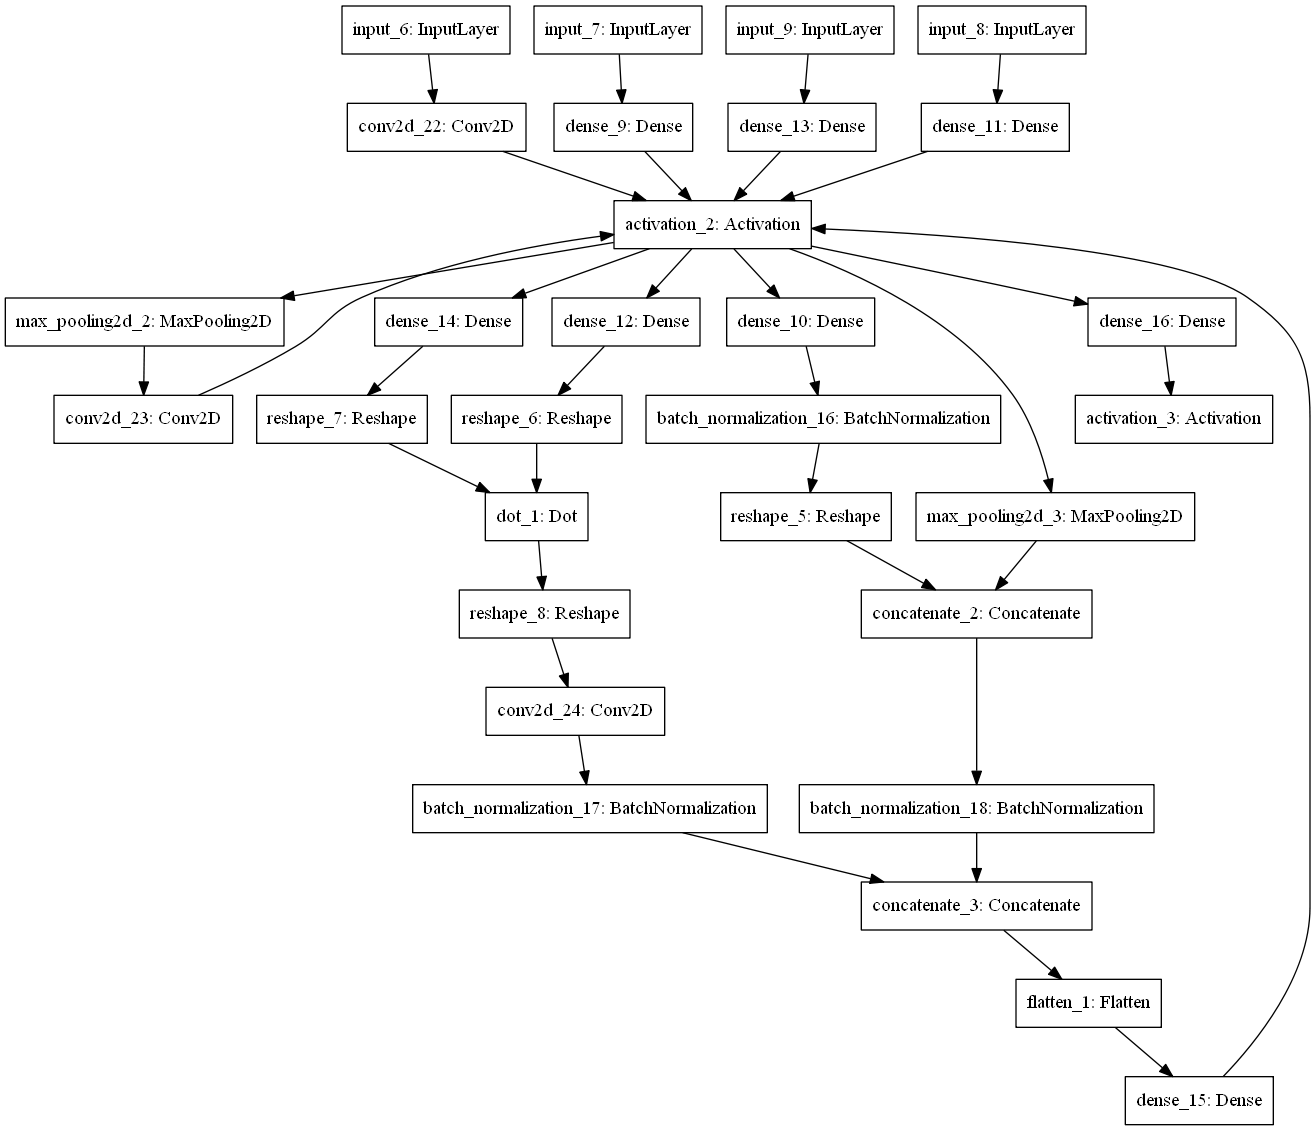 input_6: InputLayer
input_7: InputLayer
input_9: InputLayer
input_8: InputLayer
conv2d_22: Conv2D
dense_9: Dense
dense_13: Dense
dense_11: Dense
activation_2: Activation
max_pooling2d_2: MaxPooling2D
dense_14: Dense
dense_12: Dense
dense_10: Dense
dense_16: Dense
conv2d_23: Conv2D
reshape_7: Reshape
reshape_6: Reshape
batch_normalization_16: BatchNormalization
activation_3: Activation
dot_1: Dot
reshape_5: Reshape
max_pooling2d_3: MaxPooling2D
reshape_8: Reshape
concatenate_2: Concatenate
conv2d_24: Conv2D
batch_normalization_17: BatchNormalization
batch_normalization_18: BatchNormalization
concatenate_3: Concatenate
flatten_1: Flatten
dense_15: Dense